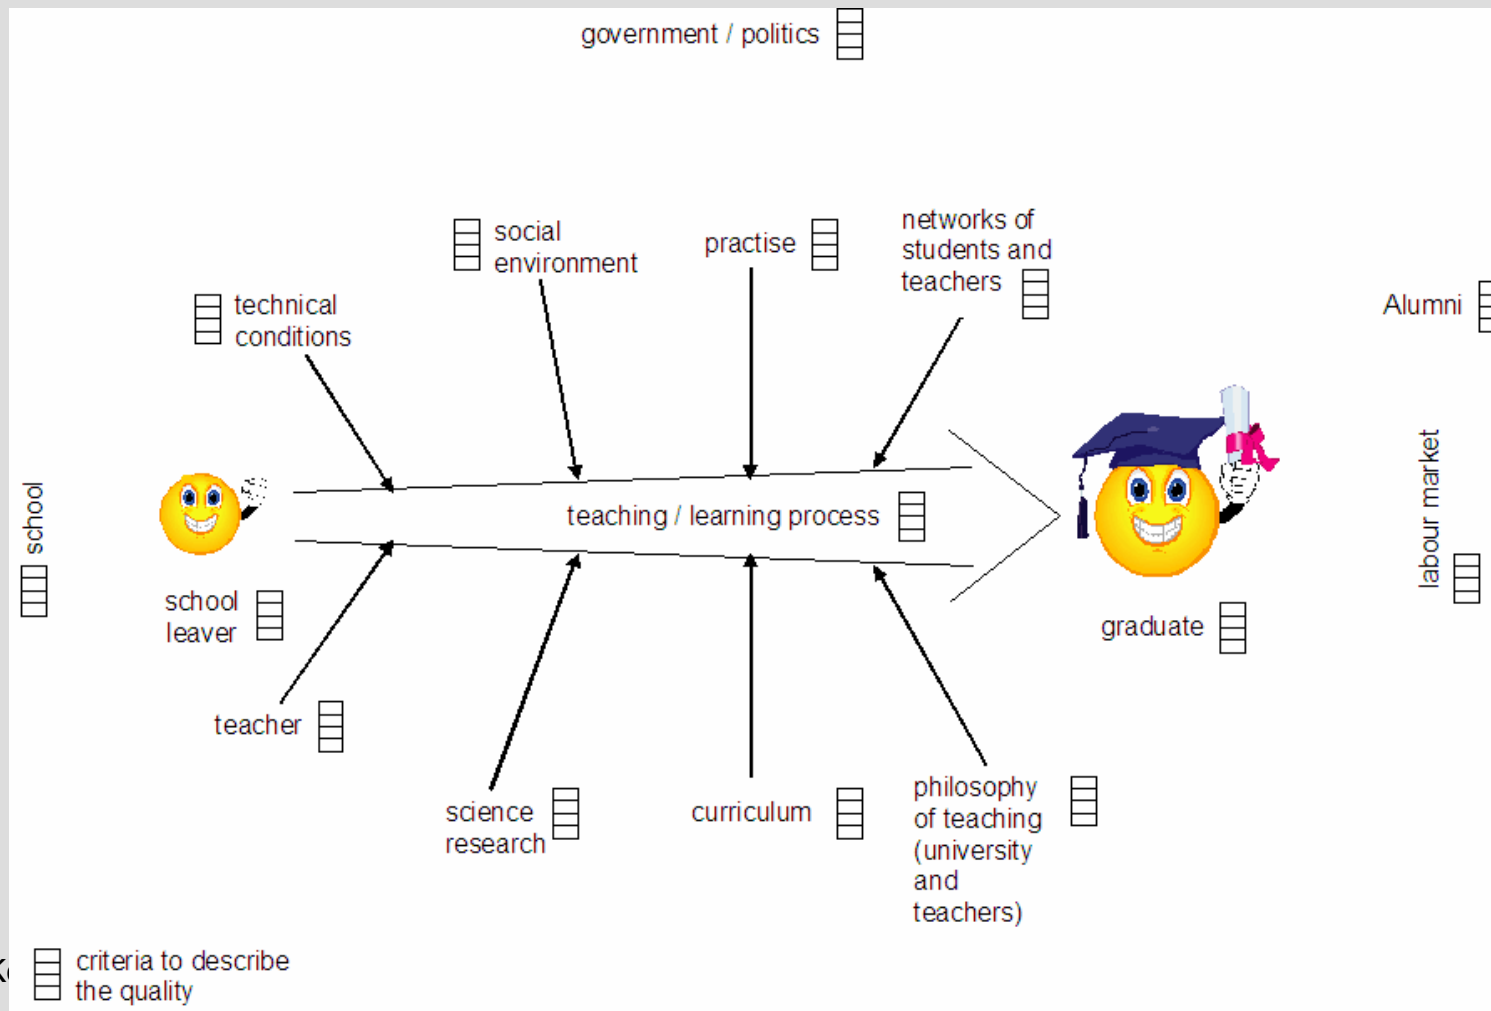 government / politics
social
environment
practise
networks of
students and
teachers
technical
conditions
Alumni
school
teaching / learning process
labour market
school
leaver
graduate
teacher
science
research
curriculum
philosophy
of teaching
(university
and
teachers)
criteria to describe
the quality